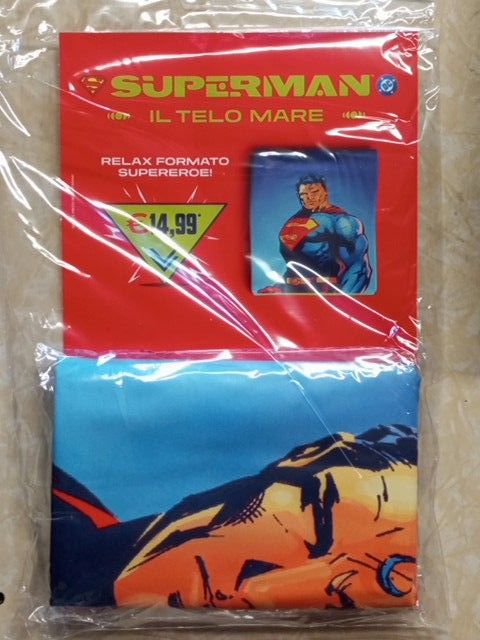 SUPERMAN
IL TELO MARE
RELAX FORMATO
SUPEREROE!
€14,99*